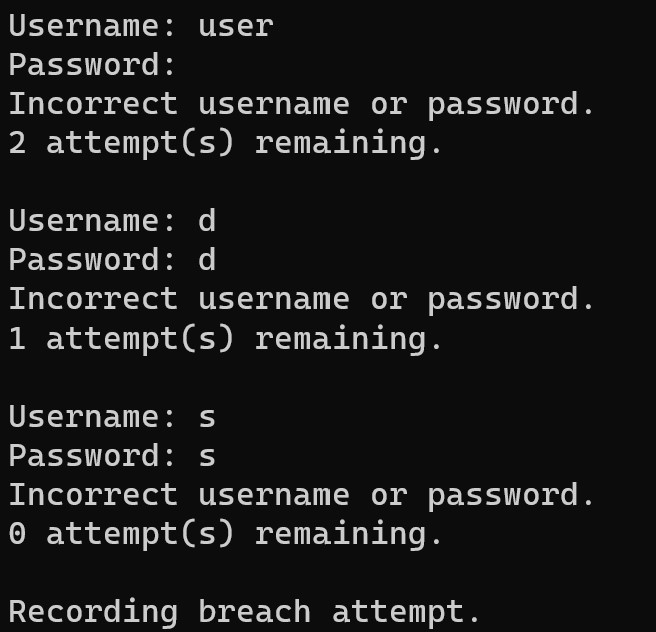 Username: user
Password:
Incorrect username or password.
2 attempt(s) remaining.
Username: d
Password: d
Incorrect username or password.
1 attempt(s) remaining.
Username: s
Password: s
Incorrect username or password.
0 attempt(s) remaining.
Recording breach attempt.